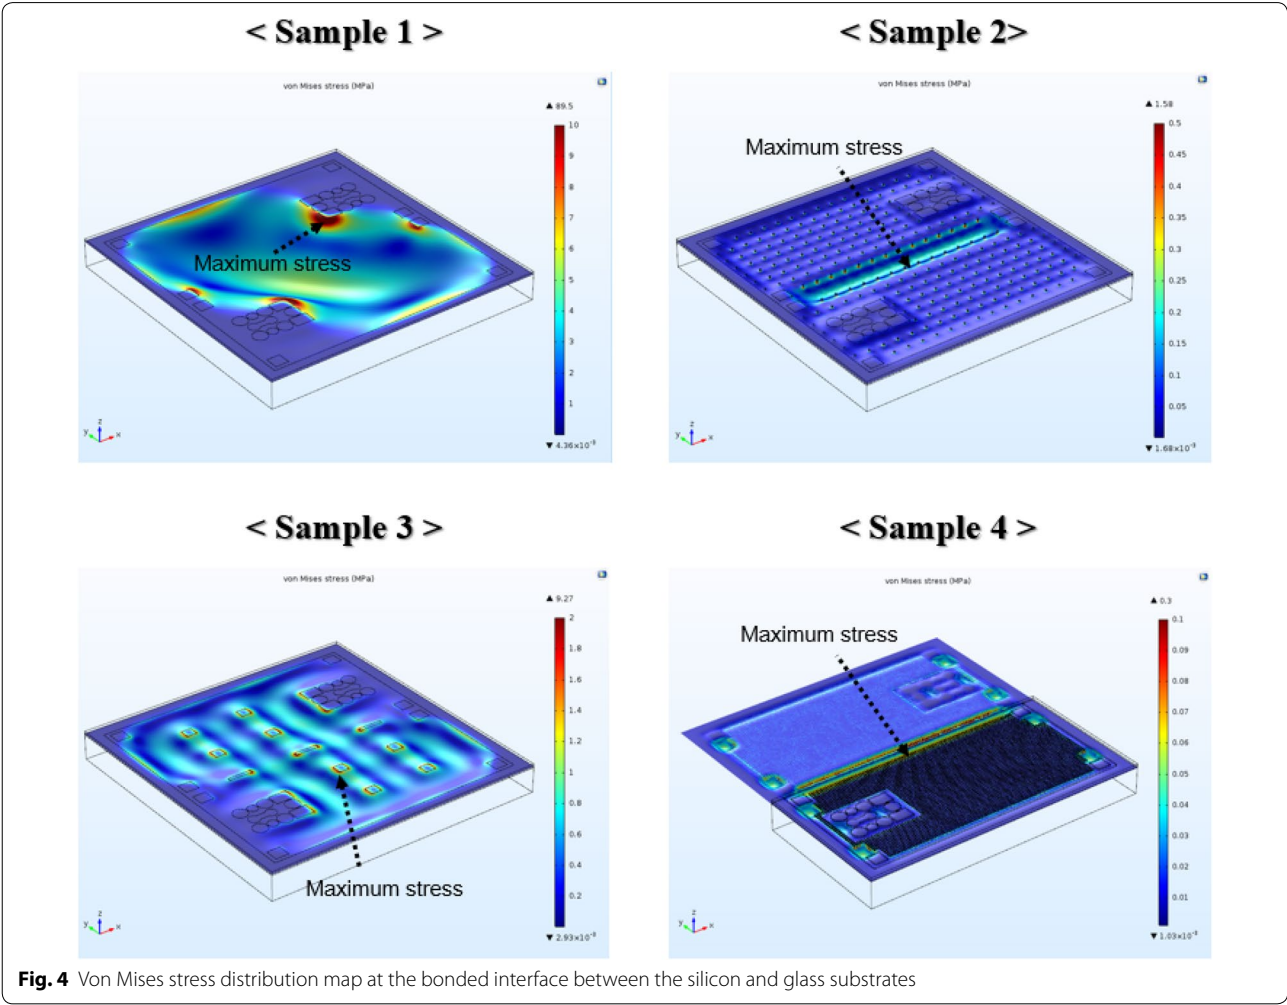 < Sample 1 >
von Mises stress (MPa)
▲ 89.5
10
9
8
7
6
5
4
3
2
1
▼ 4.36×10⁻³
Maximum stress
z
y
x
< Sample 2>
von Mises stress (MPa)
▲ 1.58
0.5
0.45
0.4
0.35
0.3
0.25
0.2
0.15
0.1
0.05
▼ 1.68×10⁻³
Maximum stress
z
y
x
< Sample 3 >
von Mises stress (MPa)
▲ 9.27
2
1.8
1.6
1.4
1.2
1
0.8
0.6
0.4
0.2
▼ 2.93×10⁻³
Maximum stress
z
y
x
< Sample 4 >
von Mises stress (MPa)
▲ 0.3
0.1
0.09
0.08
0.07
0.06
0.05
0.04
0.03
0.02
0.01
▼ 1.03×10⁻³
Maximum stress
z
y
x
Fig. 4 Von Mises stress distribution map at the bonded interface between the silicon and glass substrates